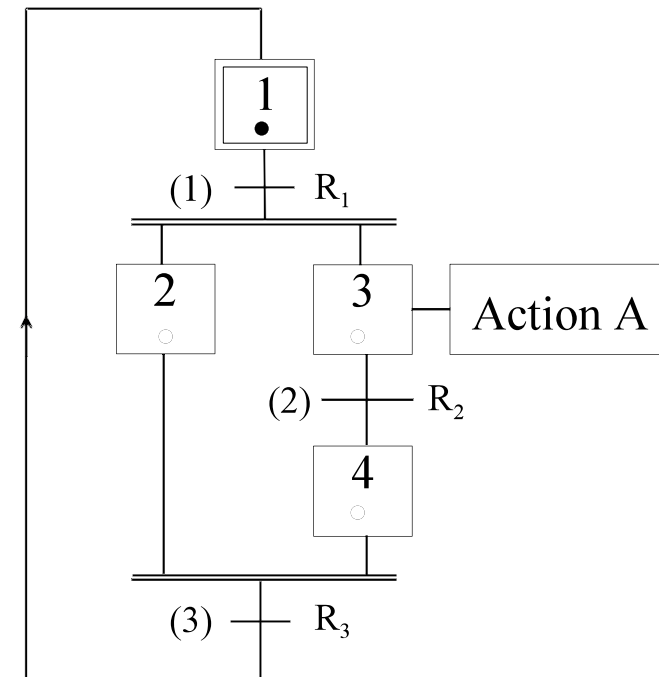 1
(1) R₁
2 3 Action A
(2) R₂
4
(3) R₃